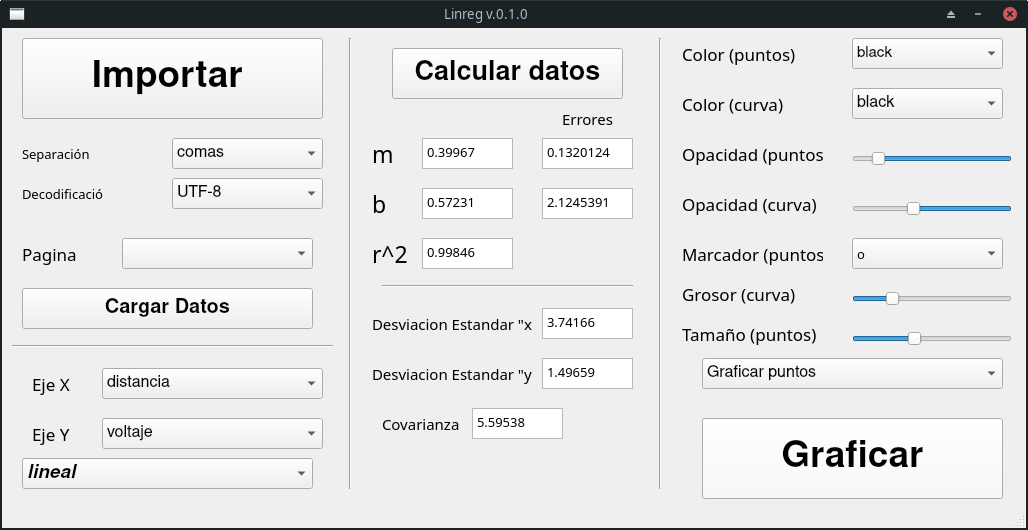 Linreg v.0.1.0
Importar
Separación
comas
Decodificació
UTF-8
Pagina
Cargar Datos
Eje X
distancia
Eje Y
voltaje
lineal
Calcular datos
Errores
m
0.39967
0.1320124
b
0.57231
2.1245391
r^2
0.99846
Desviacion Estandar "x
3.74166
Desviacion Estandar "y
1.49659
Covarianza
5.59538
Color (puntos)
black
Color (curva)
black
Opacidad (puntos
Opacidad (curva)
Marcador (puntos
o
Grosor (curva)
Tamaño (puntos)
Graficar puntos
Graficar